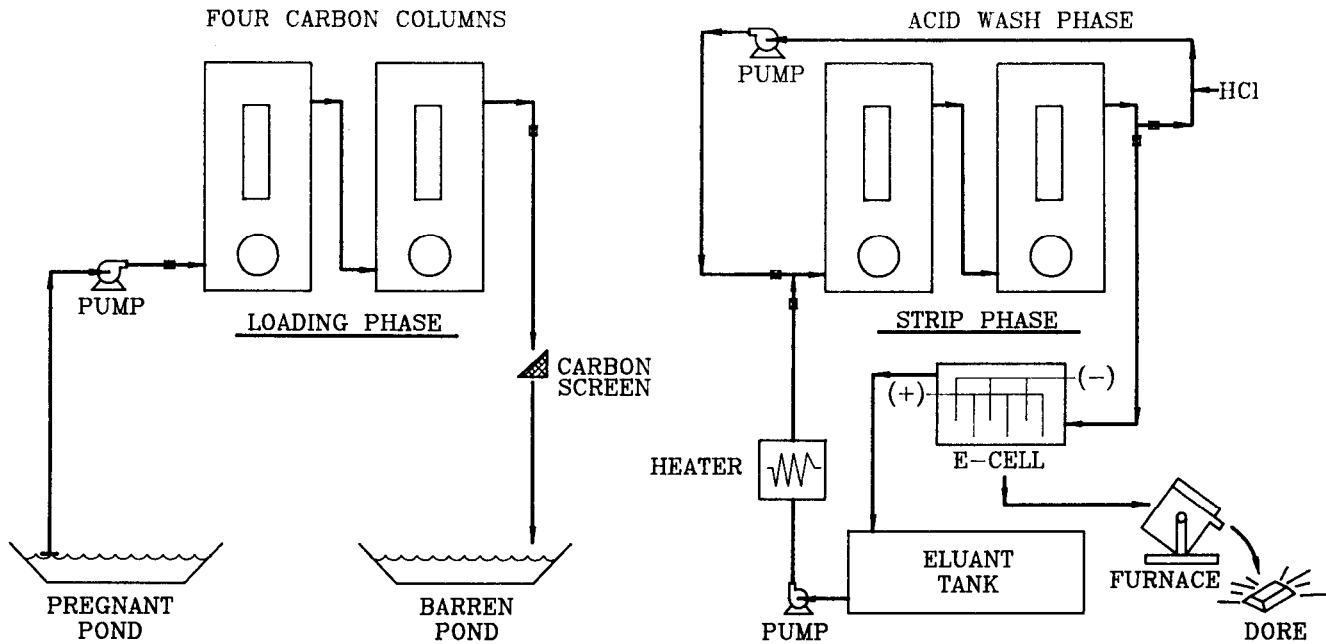 FOUR CARBON COLUMNS
PUMP
LOADING PHASE
CARBON
SCREEN
PREGNANT
POND
BARREN
POND
ACID WASH PHASE
PUMP
HCl
STRIP PHASE
(+)
(-)
E-CELL
HEATER
ELUANT
TANK
PUMP
FURNACE
DORE